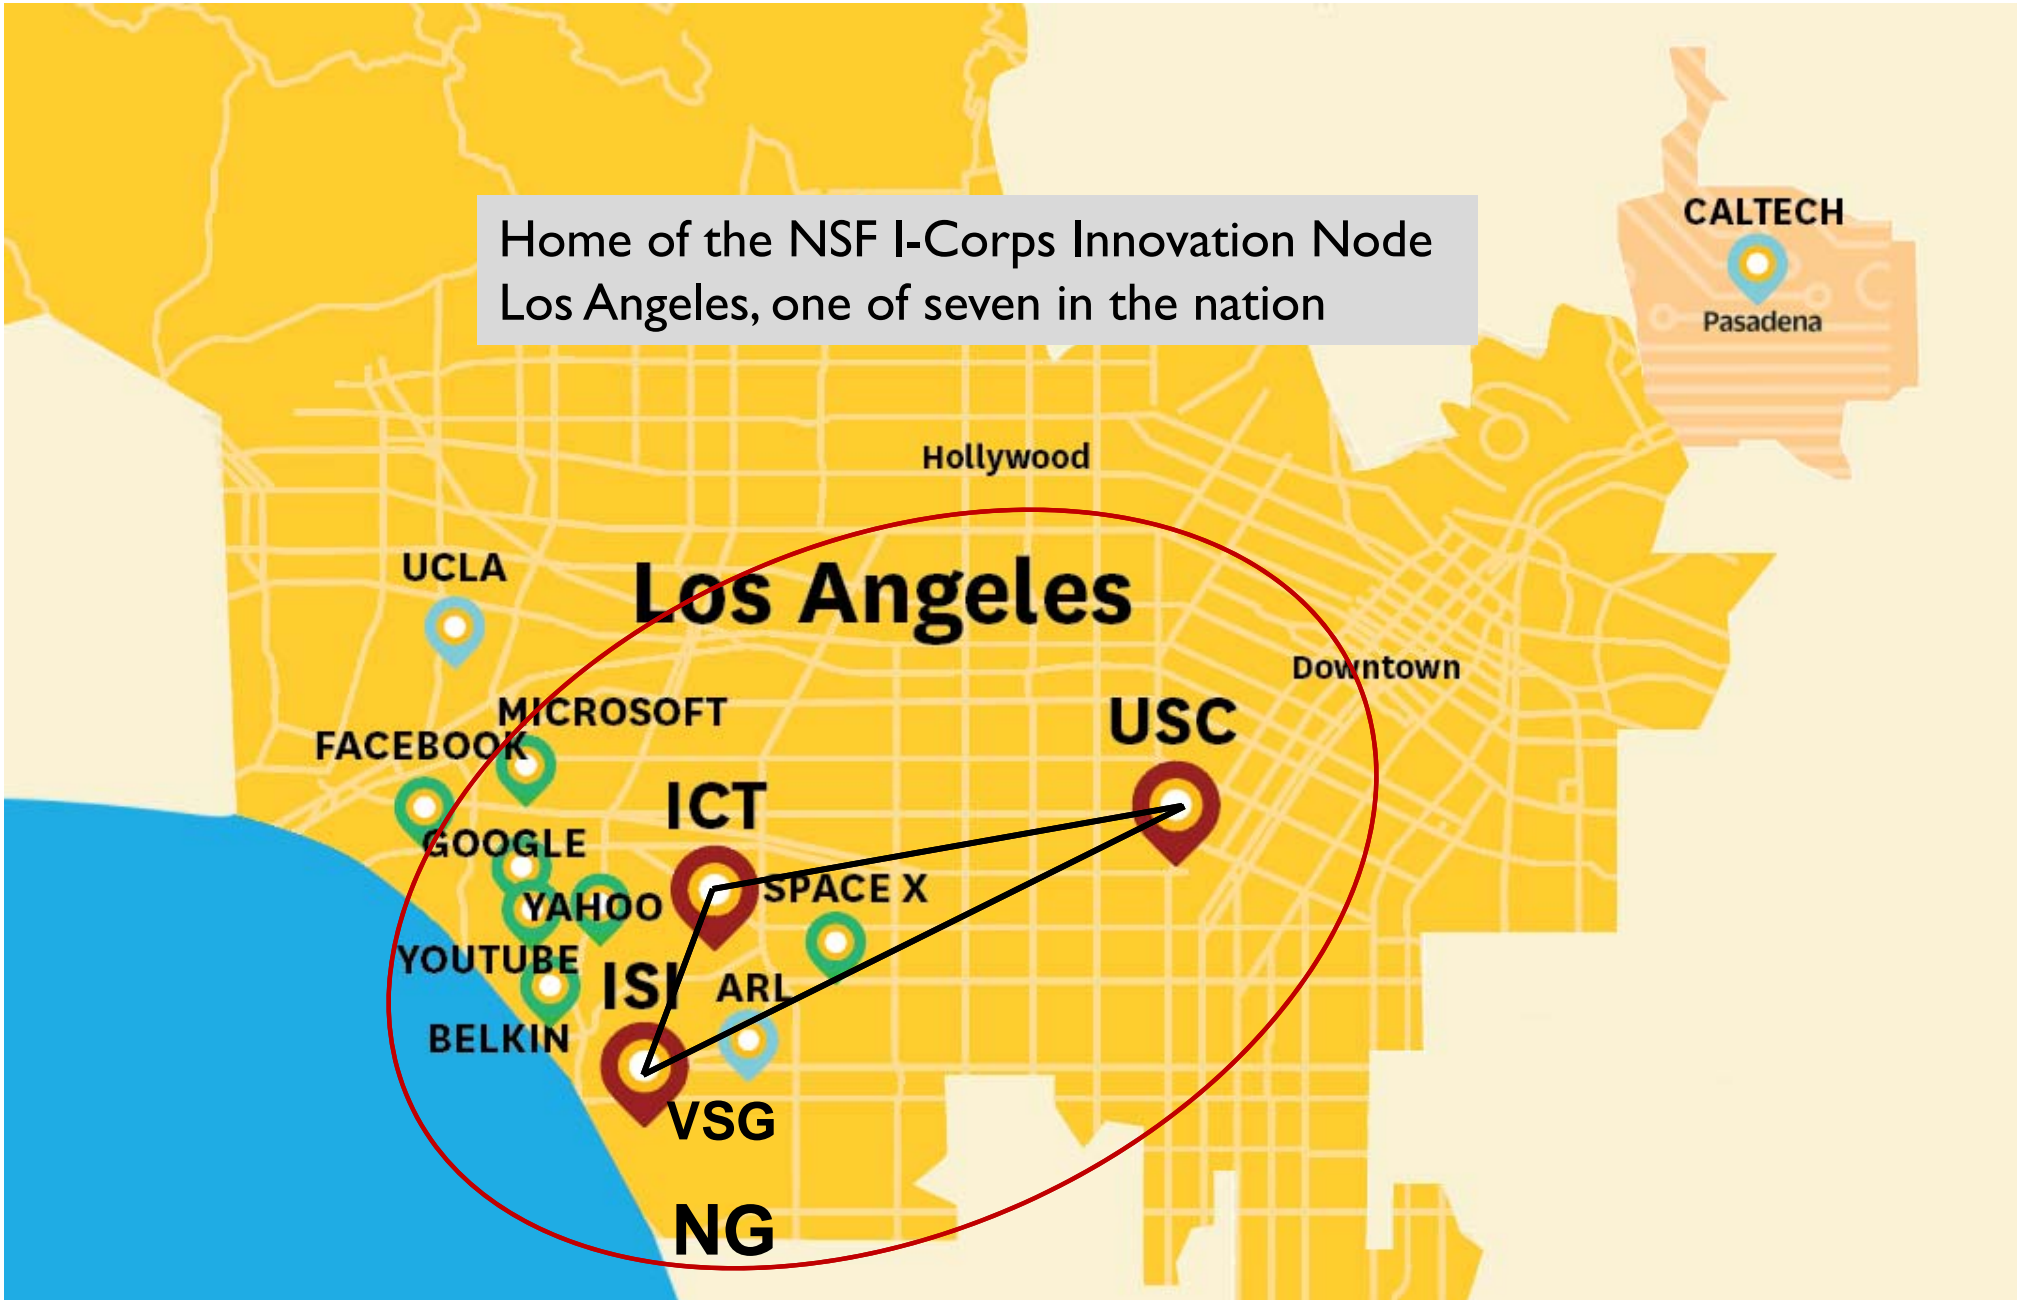 CALTECH
Home of the NSF I-Corps Innovation Node
Los Angeles, one of seven in the nation
Pasadena
Hollywood
UCLA
Los Angeles
Downtown
MICROSOFT
USC
FACEBOOK
ICT
GOOGLE
SPACE X
YAHOO
YOUTUBE
ISI
ARL
BELKIN
VSG
NG